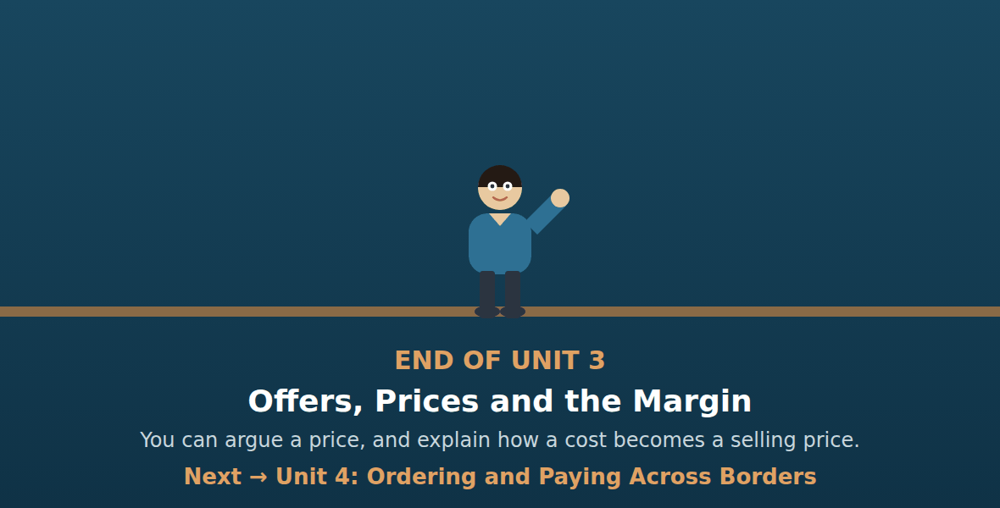 END OF UNIT 3
Offers, Prices and the Margin
You can argue a price, and explain how a cost becomes a selling price.
Next → Unit 4: Ordering and Paying Across Borders